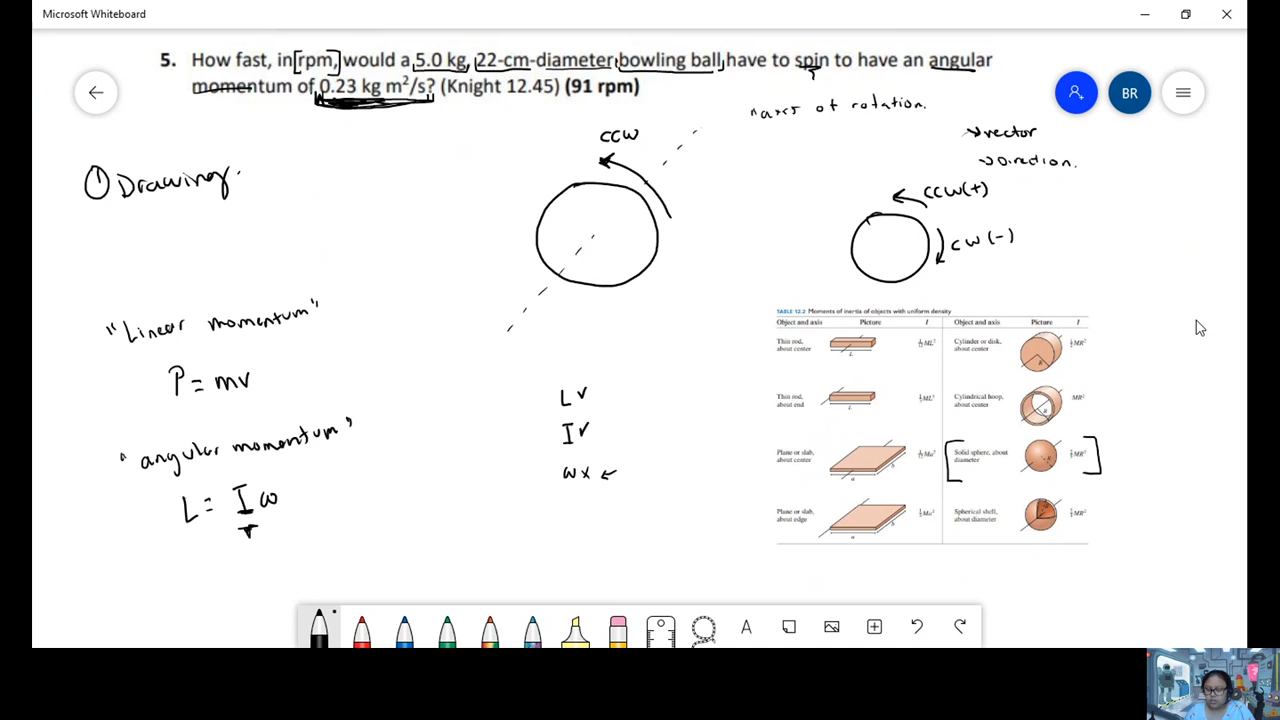 Microsoft Whiteboard
5. How fast, in rpm, would a 5.0 kg, 22-cm-diameter bowling ball have to spin to have an angular
momentum of 0.23 kg m²/s? (Knight 12.45) (91 rpm)
BR
"axis of rotation.
→vector
→Direction.
CCW
CCW(+)
CW (-)
① Drawing.
"Linear momentum"
P = mv
"angular momentum"
L = I ω
L ✓
I ✓
ω x ←
TABLE 12.2 Moments of inertia of objects with uniform density
Object and axis Picture I Object and axis Picture I
Thin rod,
about center
L
Cylinder or disk,
about center
R
½MR²
Thin rod,
about end
L
Cylindrical hoop,
about center
R
MR²
Plane or slab,
about center
a
b
Solid sphere, about
diameter
R
Plane or slab,
about edge
a
b
Spherical shell,
about diameter
A